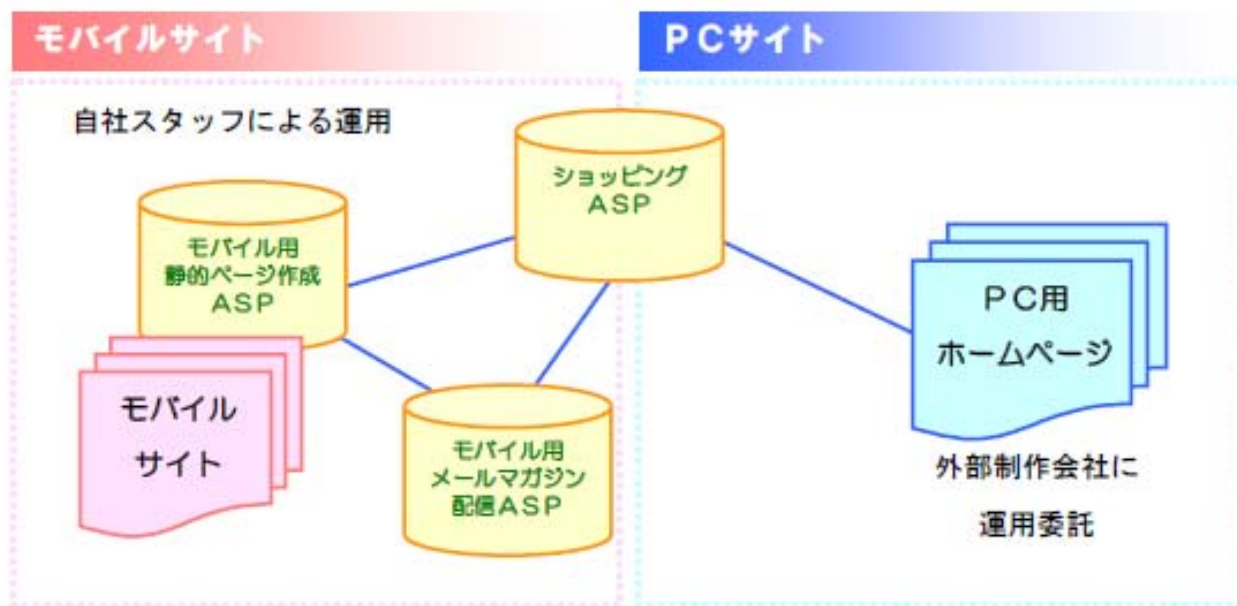 モバイルサイト
PCサイト
自社スタッフによる運用
ショッピング
ASP
モバイル用
静的ページ作成
ASP
モバイル
サイト
モバイル用
メールマガジン
配信ASP
PC用
ホームページ
外部制作会社に
運用委託